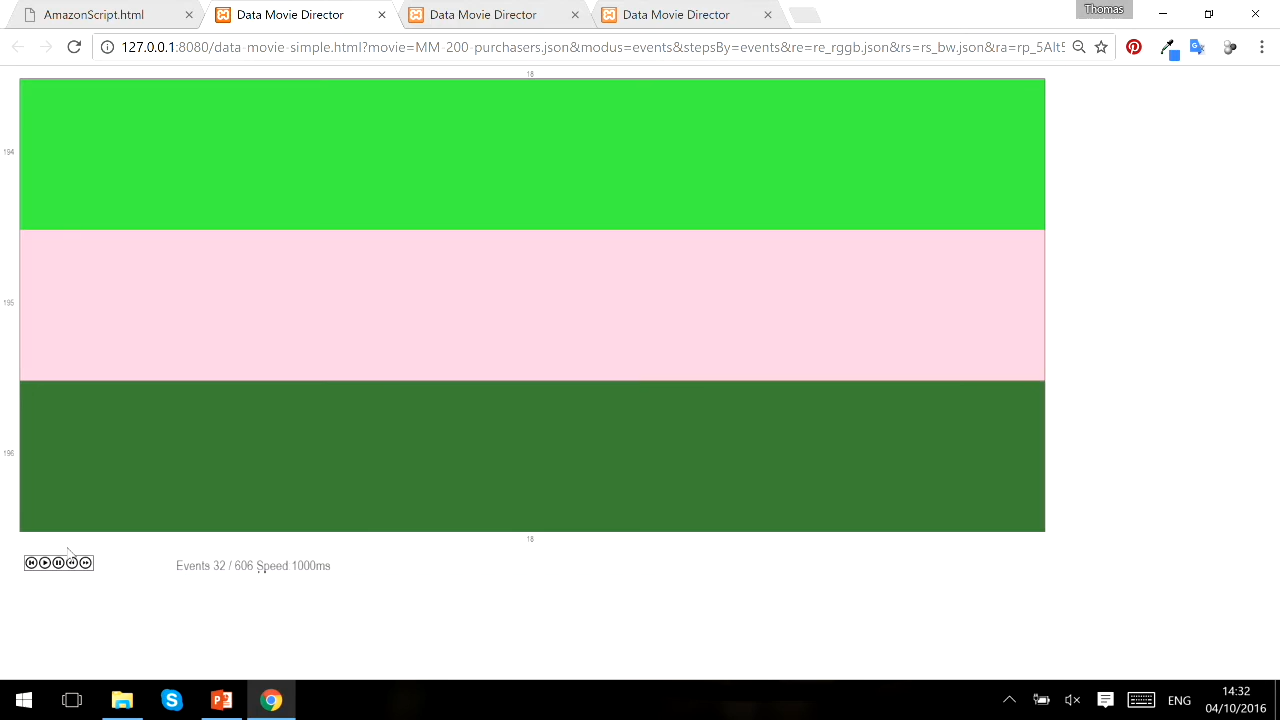 Thomas
AmazonScript.html
Data Movie Director
Data Movie Director
Data Movie Director
127.0.0.1:8080/data-movie-simple.html?movie=MM_200_purchasers.json&modus=events&stepsBy=events&re=re_rggb.json&rs=rs_bw.json&ra=rp_5Alt5
18
194
195
196
18
Events 32 / 606 Speed 1000ms
ENG
14:32
04/10/2016